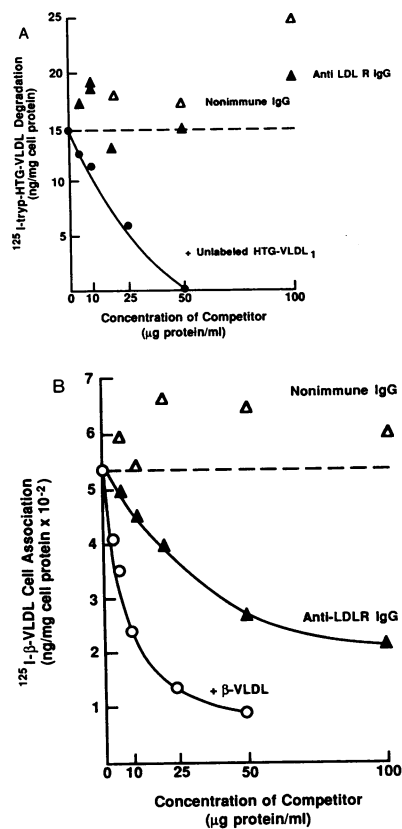 A
25
20
15
10
5
0
10
25
50
100
125 I-tryp-HTG-VLDL Degradation
(ng/mg cell protein)
Anti LDL R IgG
Nonimmune IgG
+ Unlabeled HTG-VLDL1
Concentration of Competitor
(μg protein/ml)
B
7
6
5
4
3
2
1
0
10
25
50
100
125 I-β-VLDL Cell Association
(ng/mg cell protein x 10-2)
Nonimmune IgG
Anti-LDLR IgG
+ β-VLDL
Concentration of Competitor
(μg protein/ml)